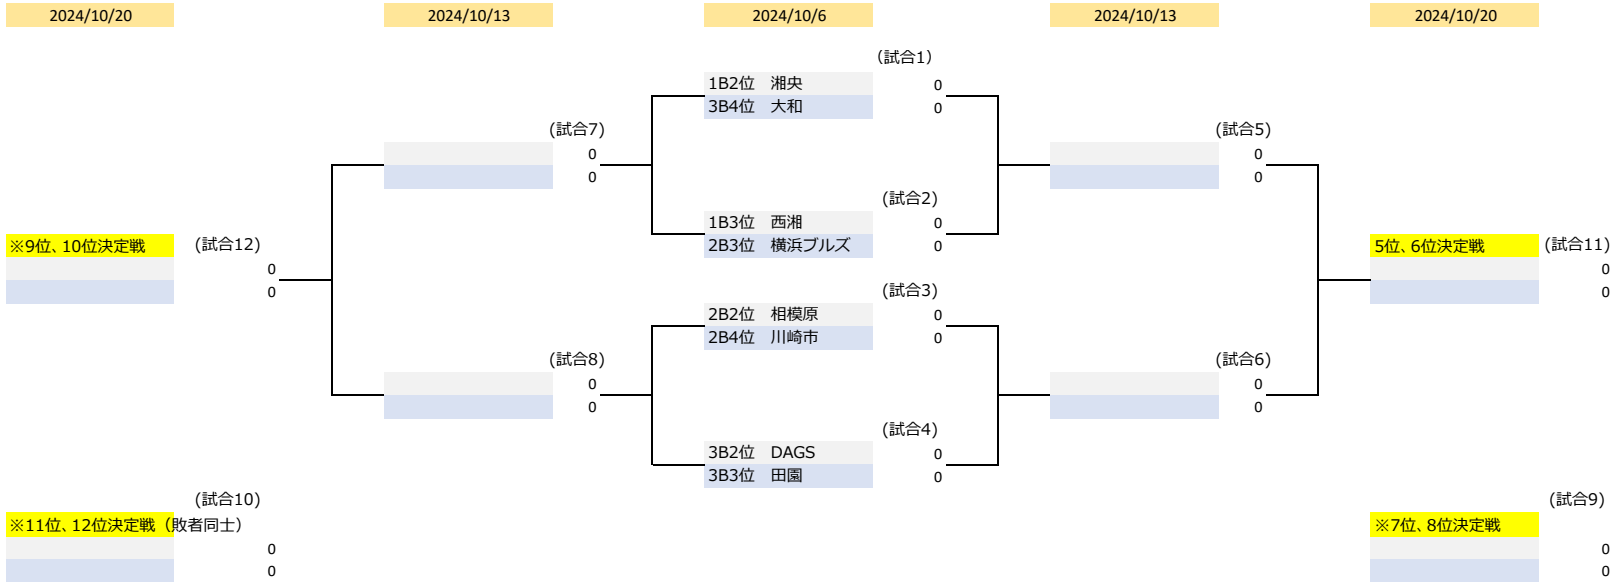 2024/10/20 2024/10/13 2024/10/6 2024/10/13 2024/10/20
(試合1)
1B2位 湘央 0
3B4位 大和 0
(試合7) (試合5)
0 0
0 0
(試合2)
1B3位 西湘 0
2B3位 横浜ブルズ 0
※9位、10位決定戦 (試合12) 5位、6位決定戦 (試合11)
0 0
0 0
(試合3)
2B2位 相模原 0
2B4位 川崎市 0
(試合8) (試合6)
0 0
0 0
(試合4)
3B2位 DAGS 0
3B3位 田園 0
(試合10) (試合9)
※11位、12位決定戦（敗者同士） ※7位、8位決定戦
0 0
0 0